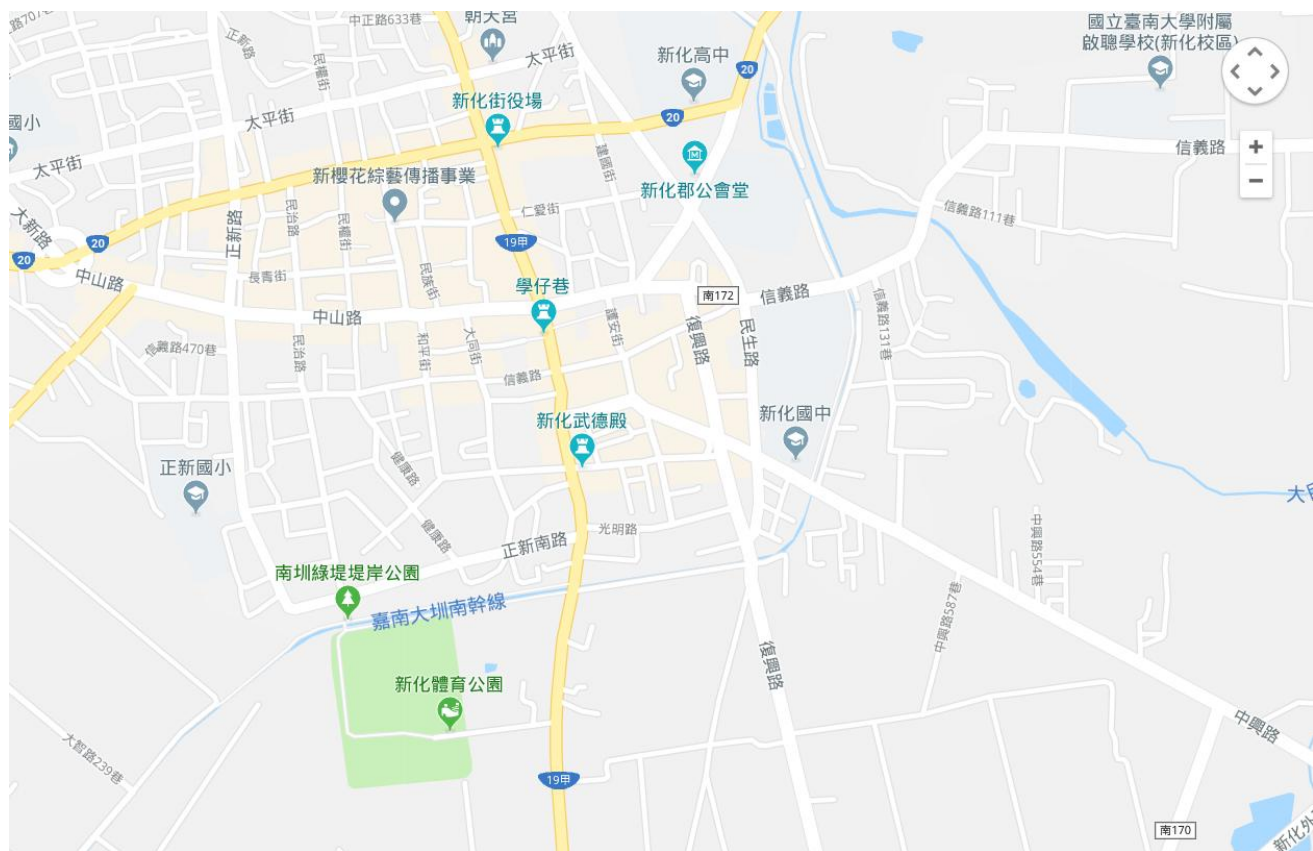 路707巷
中正路633巷
朝天宮
國立臺南大學附屬
啟聰學校(新化校區)
正新路
民權街
太平街
新化高中
20
新化街役場
20
太平街
國小
建國街
信義路
+
太平街
新櫻花綜藝傳播事業
新化郡公會堂
−
民治路
仁愛街
信義路111巷
大新路
正新路
民權街
20
19甲
20
長青街
民族街
中山路
學仔巷
南172
信義路
中山路
護安街
信義路470巷
民治路
和平街
大同街
復興路
民生路
信義路131巷
信義路
新化武德殿
新化國中
正新國小
健康路
健康路
光明路
正新南路
中興路554巷
南圳綠堤堤岸公園
嘉南大圳南幹線
中興路587巷
復興路
新化體育公園
大智路239巷
中興路
19甲
南170
新化外